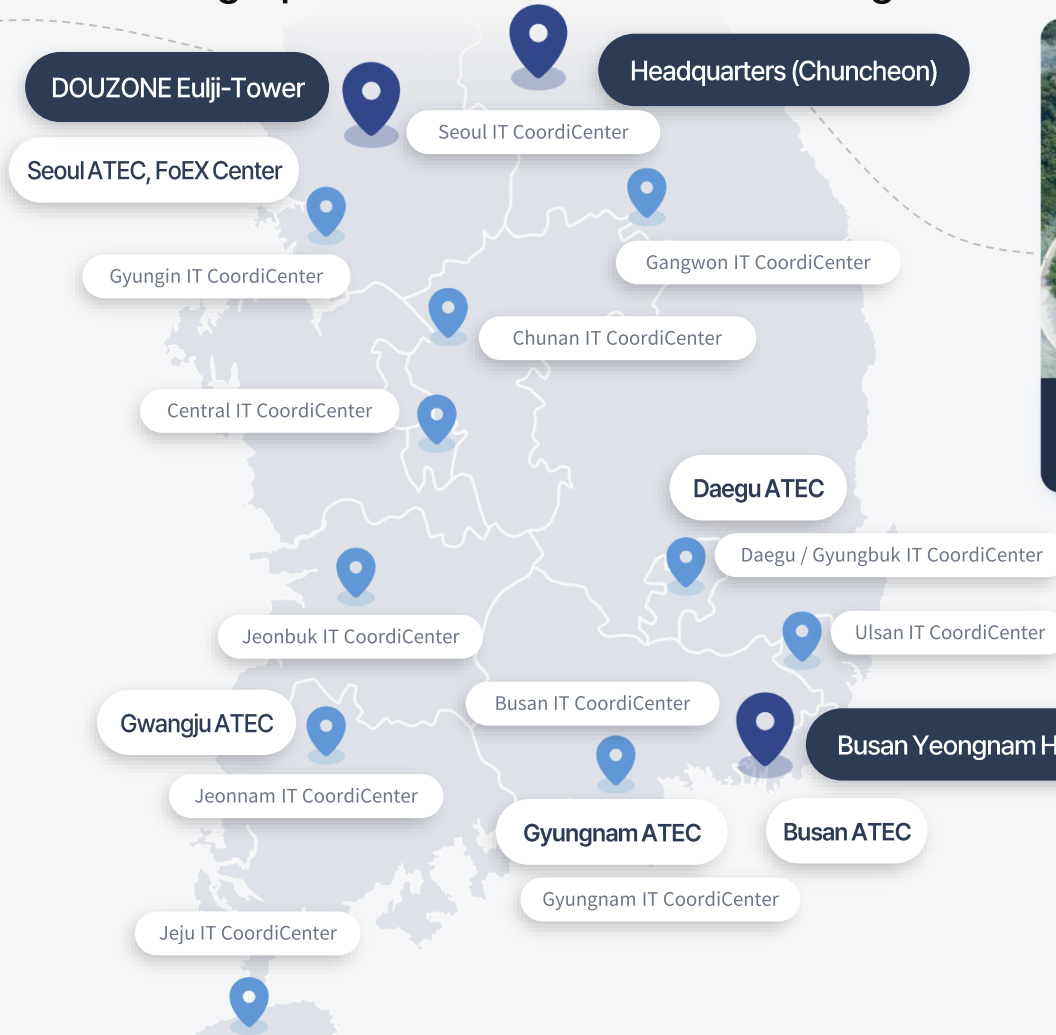 Headquarters (Chuncheon)
DOUZONE Eulji-Tower
Seoul IT CoordiCenter
Seoul ATEC, FoEX Center
Gyungin IT CoordiCenter
Gangwon IT CoordiCenter
Chunan IT CoordiCenter
Central IT CoordiCenter
Daegu ATEC
Daegu / Gyungbuk IT CoordiCenter
Ulsan IT CoordiCenter
Jeonbuk IT CoordiCenter
Busan IT CoordiCenter
Gwangju ATEC
Busan Yeongnam
Jeonnam IT CoordiCenter
Gyungnam ATEC
Busan ATEC
Gyungnam IT CoordiCenter
Jeju IT CoordiCenter